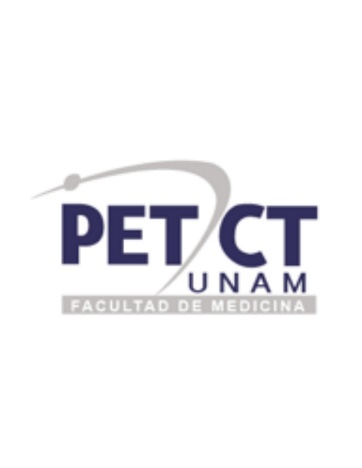 PET CT
UNAM
FACULTAD DE MEDICINA